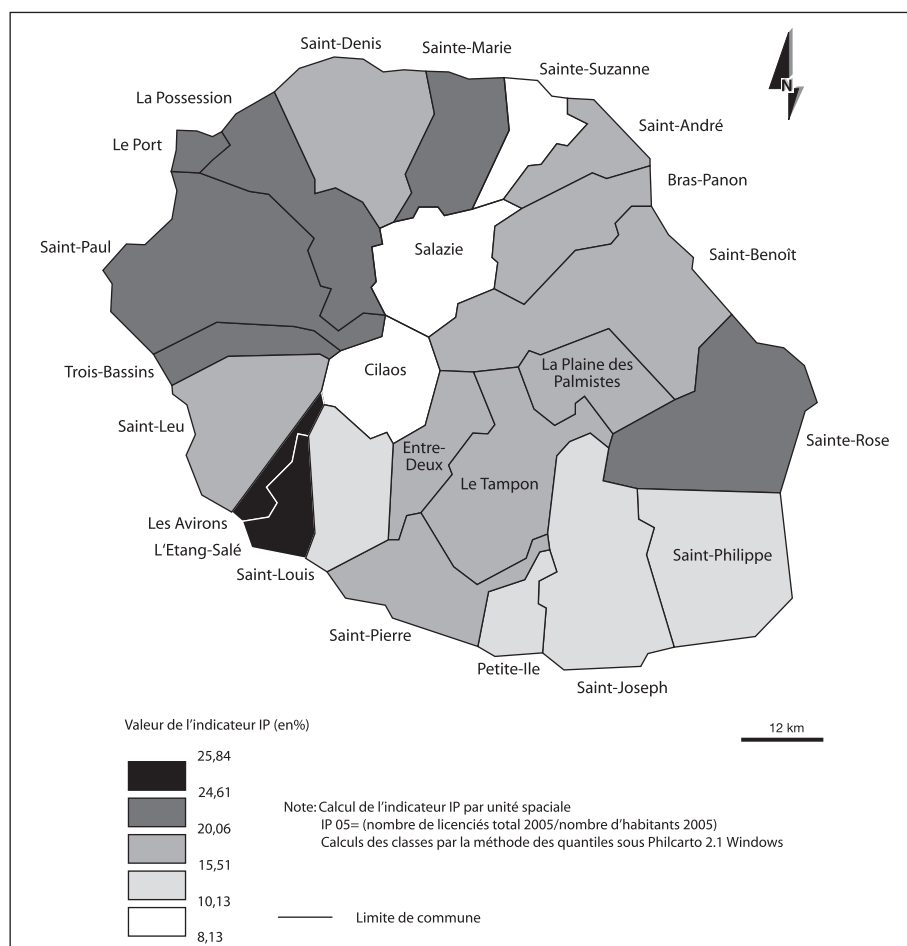 Saint-Denis
Sainte-Marie
Sainte-Suzanne
N
La Possession
Saint-André
Le Port
Bras-Panon
Saint-Paul
Salazie
Saint-Benoît
Trois-Bassins
Cilaos
La Plaine des
Palmistes
Saint-Leu
Sainte-Rose
Entre-
Deux
Le Tampon
Les Avirons
L'Etang-Salé
Saint-Louis
Saint-Philippe
Saint-Pierre
Petite-Ile
Saint-Joseph
Valeur de l'indicateur IP (en%)
12 km
25,84
24,61
20,06
15,51
10,13
8,13
Note: Calcul de l'indicateur IP par unité spaciale
IP 05= (nombre de licenciés total 2005/nombre d'habitants 2005)
Calculs des classes par la méthode des quantiles sous Philcarto 2.1 Windows
Limite de commune